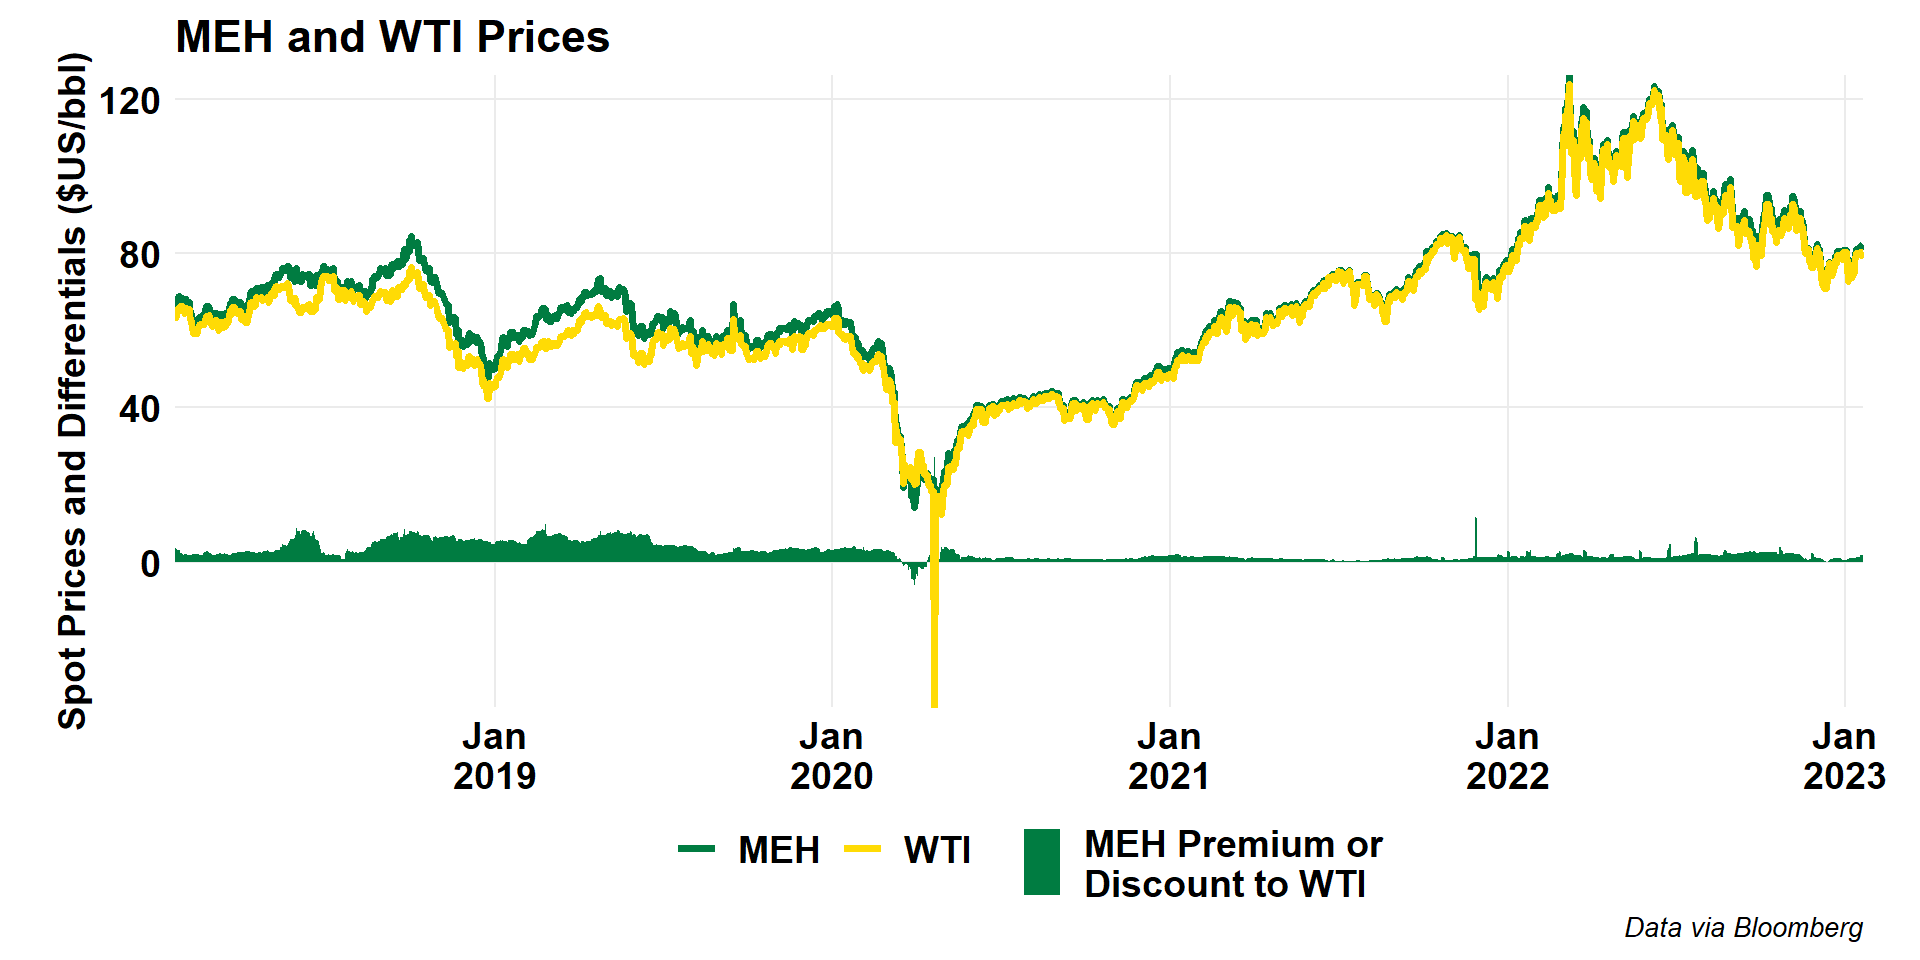 MEH and WTI Prices
Spot Prices and Differentials ($US/bbl)
120
80
40
0
Jan
2019
Jan
2020
Jan
2021
Jan
2022
Jan
2023
MEH
WTI
MEH Premium or
Discount to WTI
Data via Bloomberg